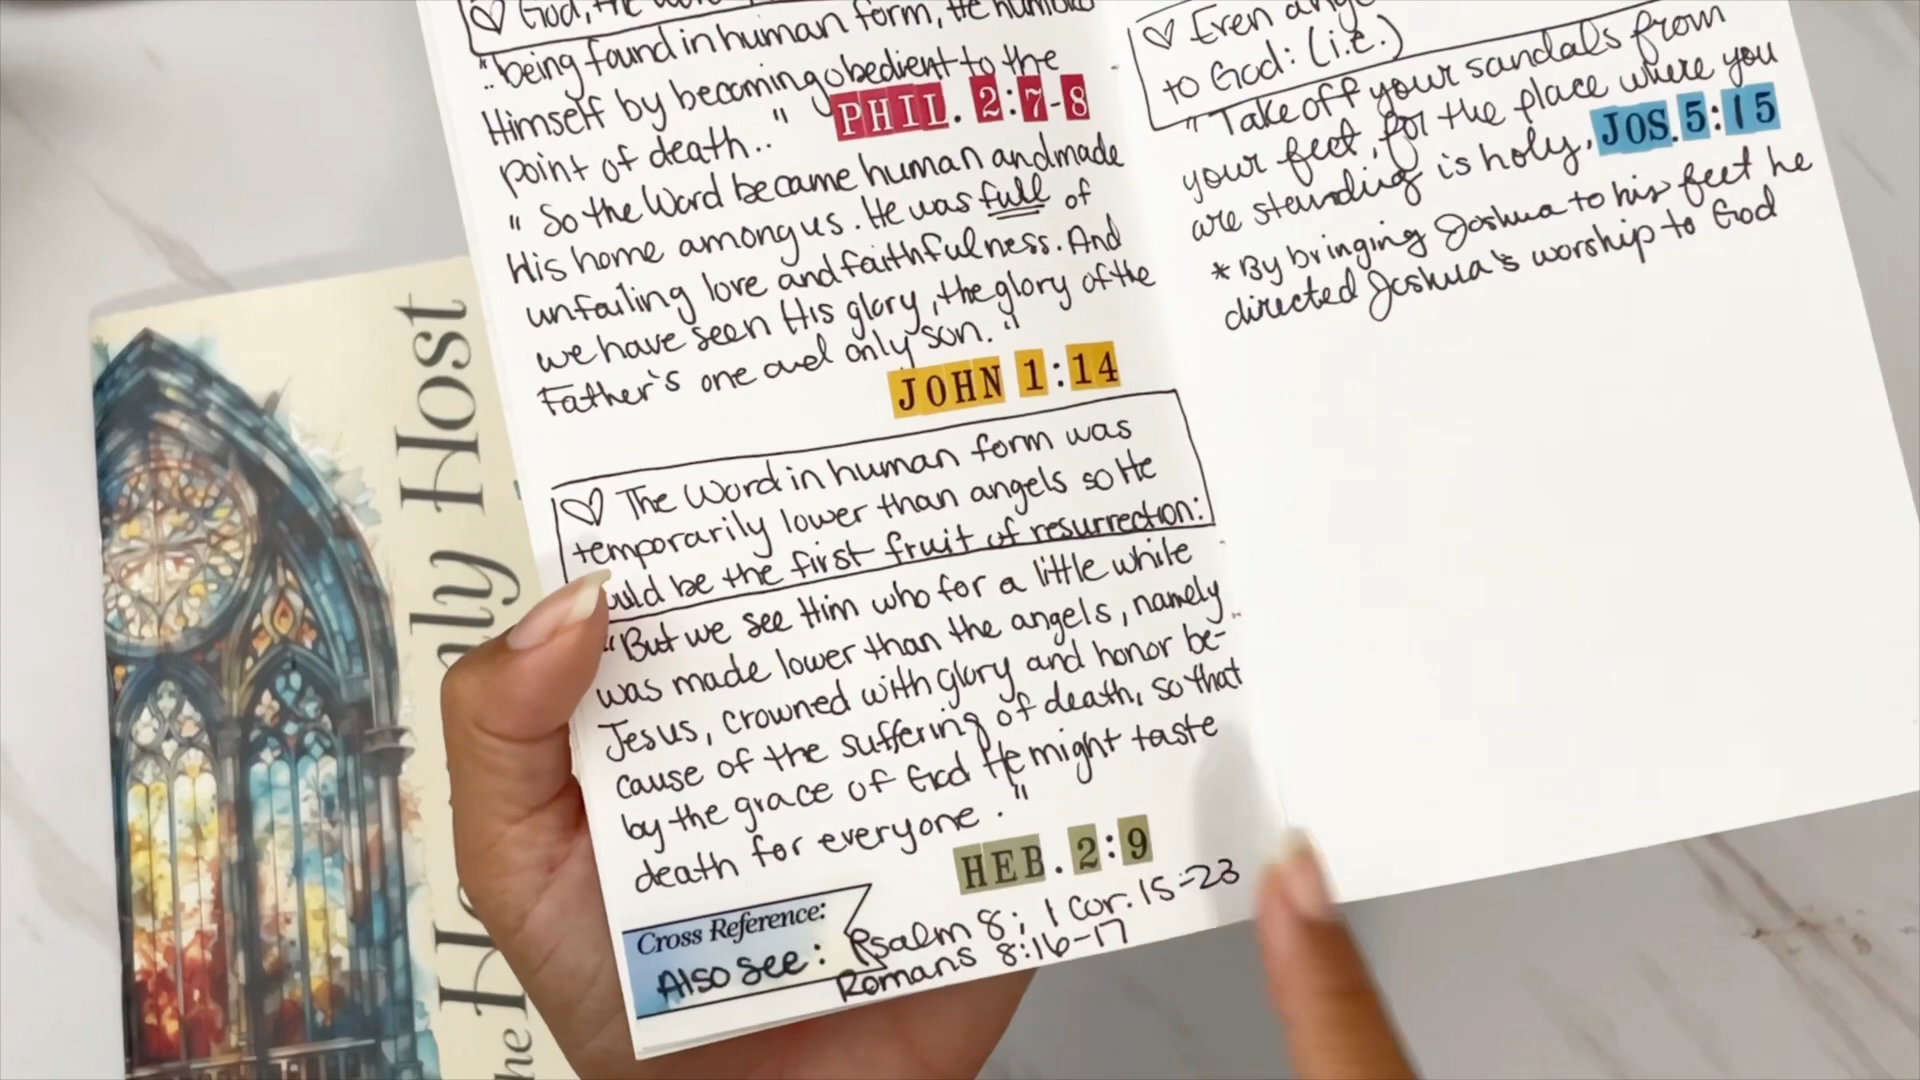 God, He
"being found in human form, He humbled
Himself by becoming obedient to the
point of death.. "
PHIL. 2:7-8
" So the Word became human and made
His home among us. He was full of
unfailing love and faithfulness. And
we have seen His glory, the glory of the
Father's one and only son. "
JOHN 1:14
The Word in human form was
temporarily lower than angels so He
ould be the first fruit of resurrection:
"But we see Him who for a little while
was made lower than the angels, namely
Jesus, crowned with glory and honor be-
cause of the suffering of death, so that
by the grace of God He might taste
death for everyone . "
HEB. 2:9
Cross Reference:
Also see: Psalm 8; 1 Cor. 15-23
Romans 8:16-17
Even ang
to God: (i.e.)
" Take off your sandals from
your feet, for the place where you
are standing is holy.
JOS. 5:15
* By bringing Joshua to his feet he
directed Joshua's worship to God
Host